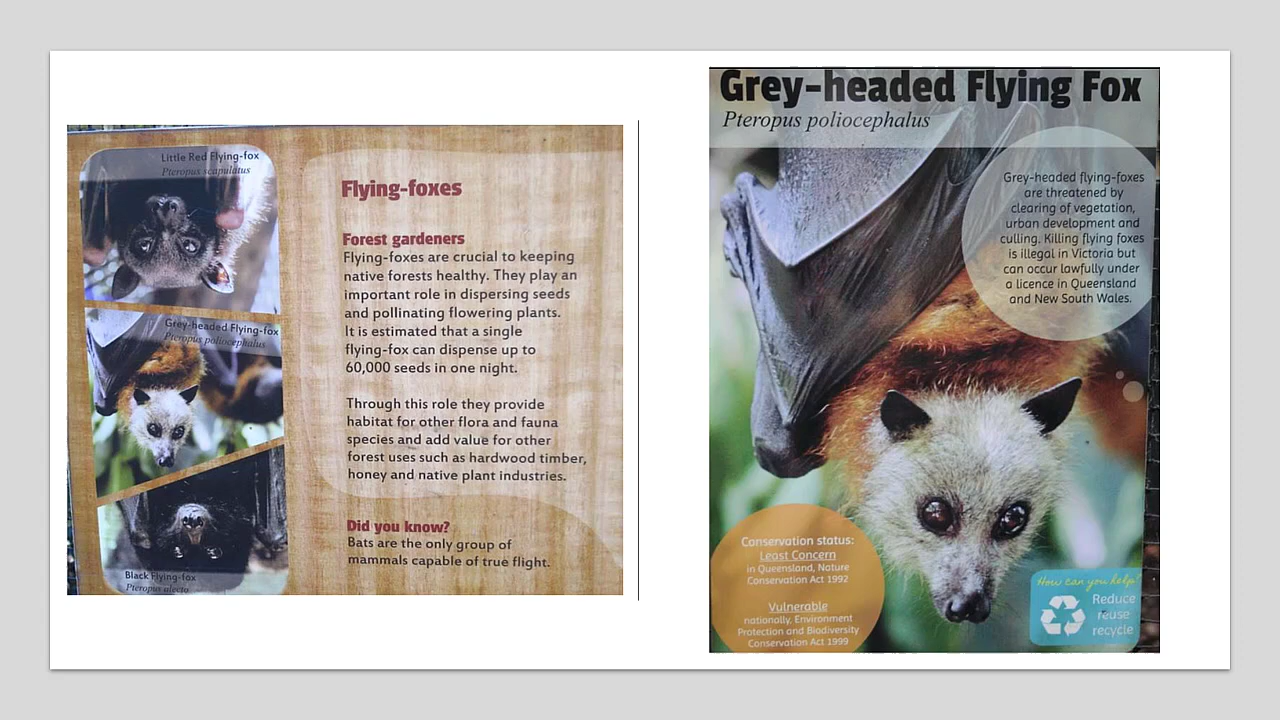 Little Red Flying-fox
Pteropus scapulatus
Grey-headed Flying-fox
Pteropus poliocephalus
Black Flying-fox
Pteropus alecto
Flying-foxes
Forest gardeners
Flying-foxes are crucial to keeping
native forests healthy. They play an
important role in dispersing seeds
and pollinating flowering plants.
It is estimated that a single
flying-fox can dispense up to
60,000 seeds in one night.
Through this role they provide
habitat for other flora and fauna
species and add value for other
forest uses such as hardwood timber,
honey and native plant industries.
Did you know?
Bats are the only group of
mammals capable of true flight.
Grey-headed Flying Fox
Pteropus poliocephalus
Grey-headed flying-foxes
are threatened by
clearing of vegetation,
urban development and
culling. Killing flying foxes
is illegal in Victoria but
can occur lawfully under
a licence in Queensland
and New South Wales.
Conservation status:
Least Concern
in Queensland, Nature
Conservation Act 1992
Vulnerable
nationally, Environment
Protection and Biodiversity
Conservation Act 1999
How can you help?
Reduce
reuse
recycle